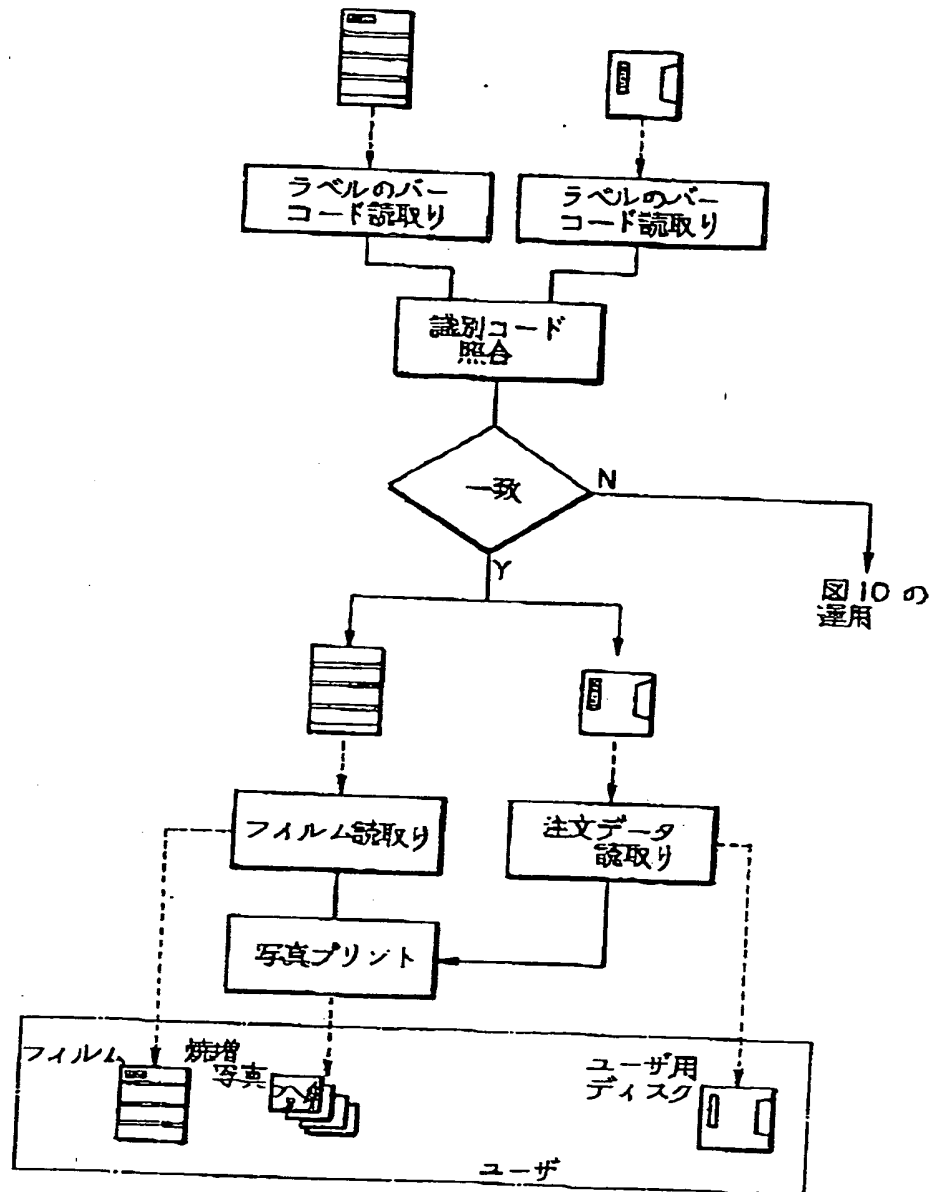 ラベルのバー
コード読取り
ラベルのバー
コード読取り
識別コード
照合
一致
N
Y
図10の
運用
フィルム読取り
注文データ
読取り
写真プリント
フィルム
焼増
写真
ユーザ用
ディスク
ユーザ